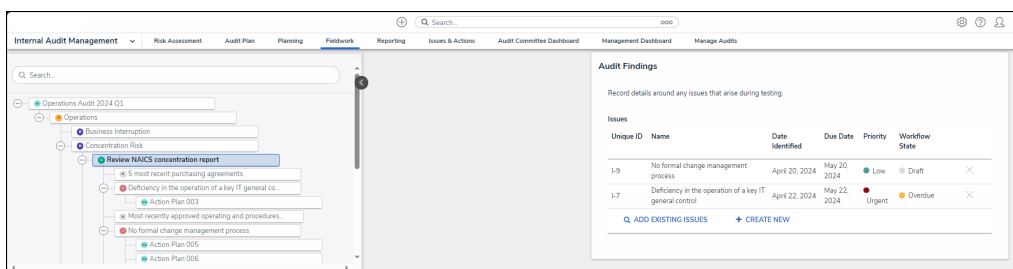 Search...
Internal Audit Management Risk Assessment Audit Plan Planning Fieldwork Reporting Issues & Actions Audit Committee Dashboard Management Dashboard Manage Audits
Search...
Operations Audit 2024 Q1
Operations
Business Interruption
Concentration Risk
Review NAICS concentration report
5 most recent purchasing agreements
Deficiency in the operation of a key IT general co...
Action Plan 003
Most recently approved operating and procedures...
No formal change management process
Action Plan 005
Action Plan 006
Audit Findings
Record details around any issues that arise during testing.
Issues
Unique ID Name Date Identified Due Date Priority Workflow State
I-9 No formal change management process April 20, 2024 May 20, 2024 Low Draft
I-7 Deficiency in the operation of a key IT general control April 22, 2024 May 22, 2024 Urgent Overdue
ADD EXISTING ISSUES + CREATE NEW